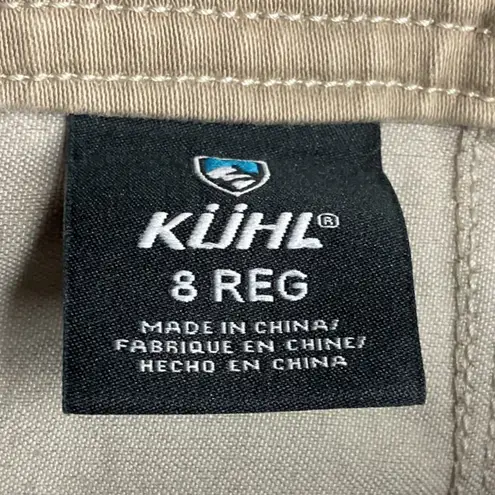 KÜHL®
8 REG
MADE IN CHINA/
FABRIQUE EN CHINE/
HECHO EN CHINA